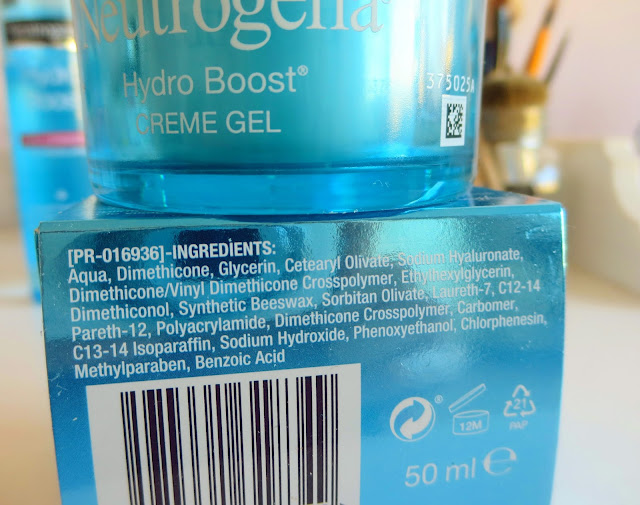 Neutrogena®
Hydro Boost®
CREME GEL
375025A
[PR-016936]-INGREDIENTS:
Aqua, Dimethicone, Glycerin, Cetearyl Olivate, Sodium Hyaluronate,
Dimethicone/Vinyl Dimethicone Crosspolymer, Ethylhexylglycerin,
Dimethiconol, Synthetic Beeswax, Sorbitan Olivate, Laureth-7, C12-14
Pareth-12, Polyacrylamide, Dimethicone Crosspolymer, Carbomer,
C13-14 Isoparaffin, Sodium Hydroxide, Phenoxyethanol, Chlorphenesin,
Methylparaben, Benzoic Acid
12M
21
PAP
50 ml ℮